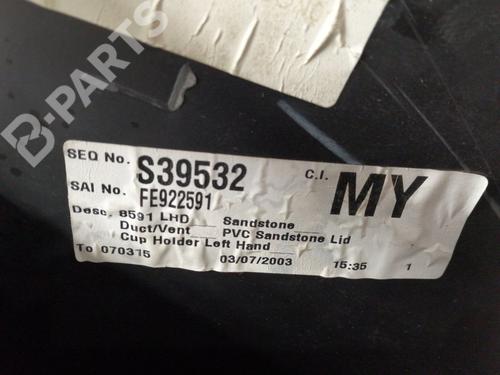 B-PARTS
SEQ No. S39532 C.I. MY
SAI No. FE922591
Desc. 8591 LHD Sandstone
Duct/Vent PVC Sandstone Lid
Cup Holder Left Hand
To 070315 03/07/2003 15:35 1